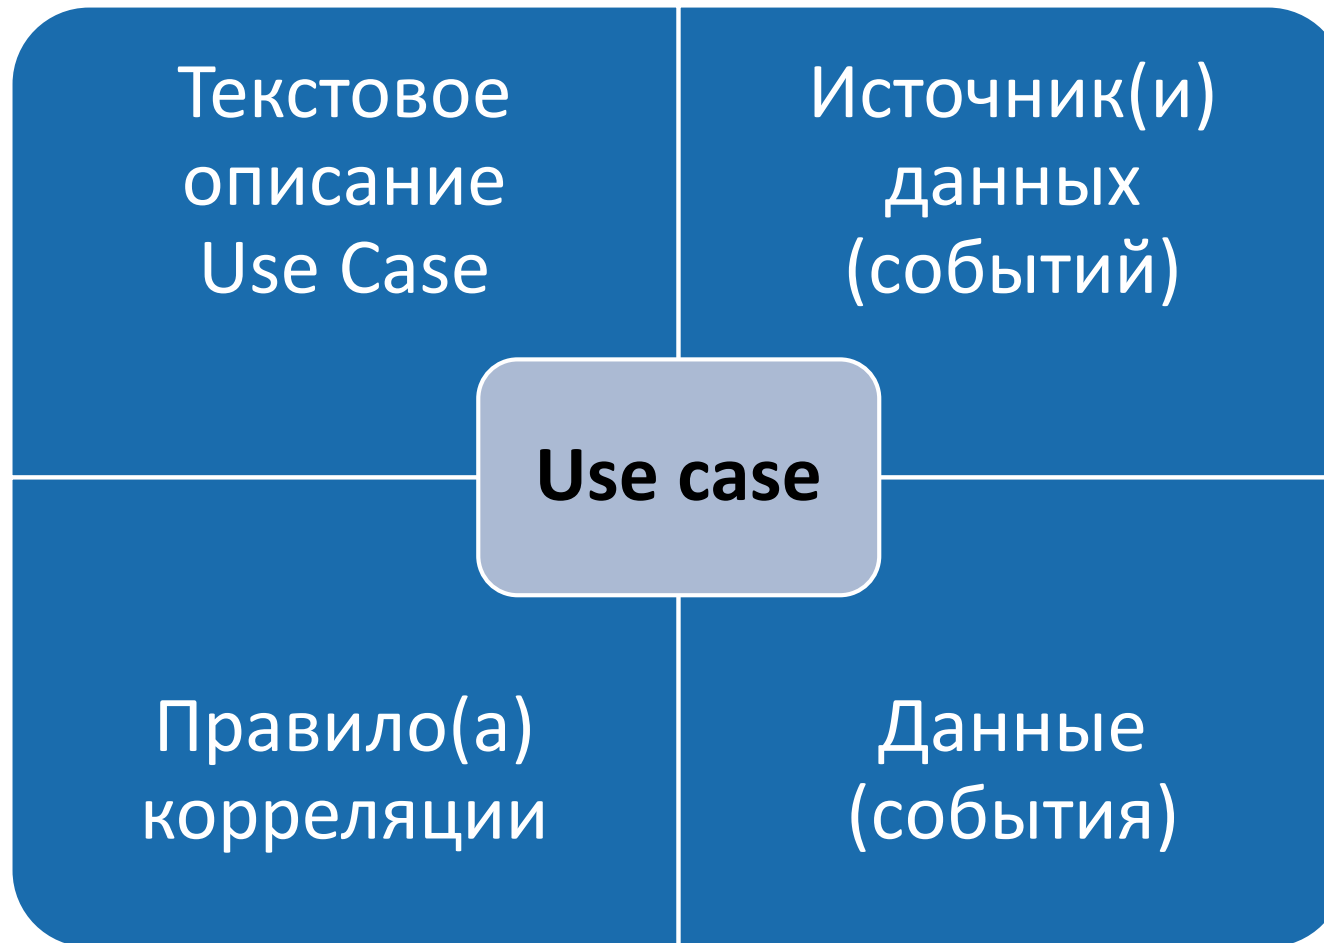 Текстовое
описание
Use Case
Источник(и)
данных
(событий)
Use case
Правило(а)
корреляции
Данные
(события)